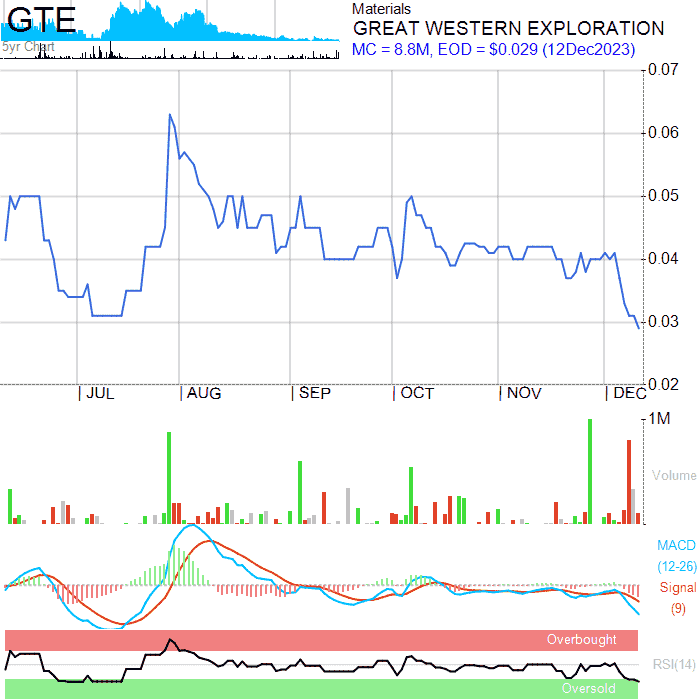 GTE
5yr Chart
Materials
GREAT WESTERN EXPLORATION
MC = 8.8M, EOD = $0.029 (12Dec2023)
0.07
0.06
0.05
0.04
0.03
0.02
JUL
AUG
SEP
OCT
NOV
DEC
1M
Volume
MACD
(12-26)
Signal
(9)
Overbought
RSI(14)
Oversold